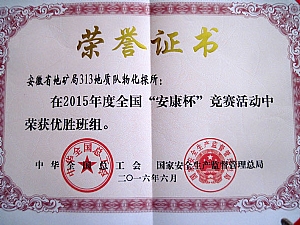 荣誉证书
安徽省地矿局313地质队物化探所：
在2015年度全国“安康杯”竞赛活动中
荣获优胜班组。
中华全国总工会 国家安全生产监督管理总局
二〇一六年六月